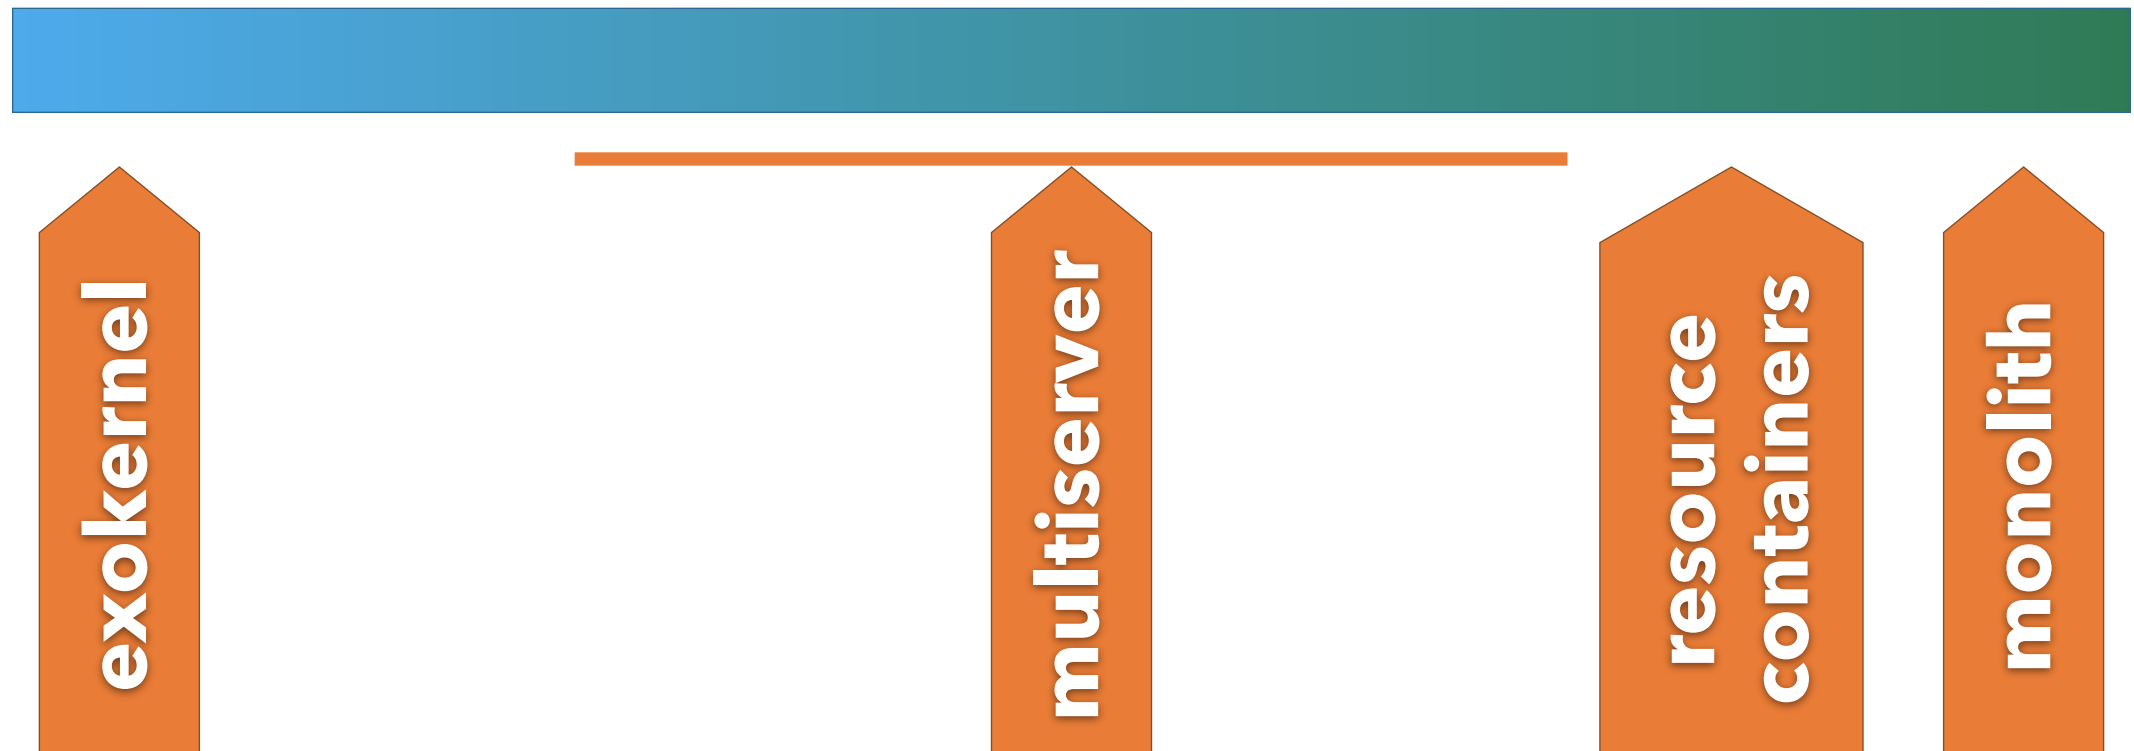 exokernel
multiserver
resource
containers
monolith